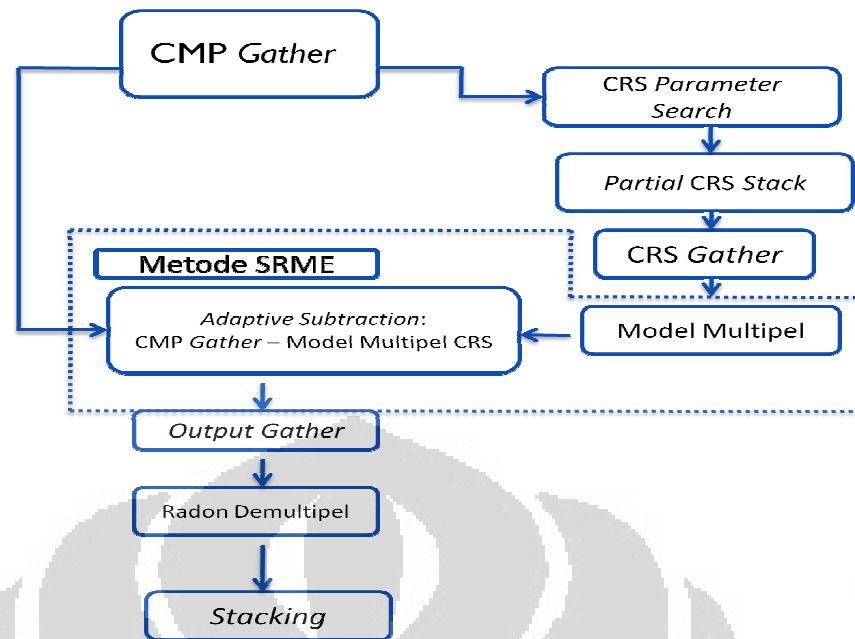 CMP Gather
CRS Parameter
Search
Partial CRS Stack
CRS Gather
Metode SRME
Adaptive Subtraction:
CMP Gather – Model Multipel CRS
Model Multipel
Output Gather
Radon Demultipel
Stacking